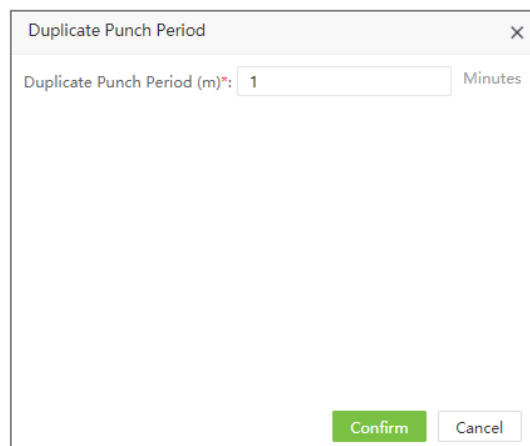 Duplicate Punch Period
Duplicate Punch Period (m)*: 1 Minutes
Confirm Cancel